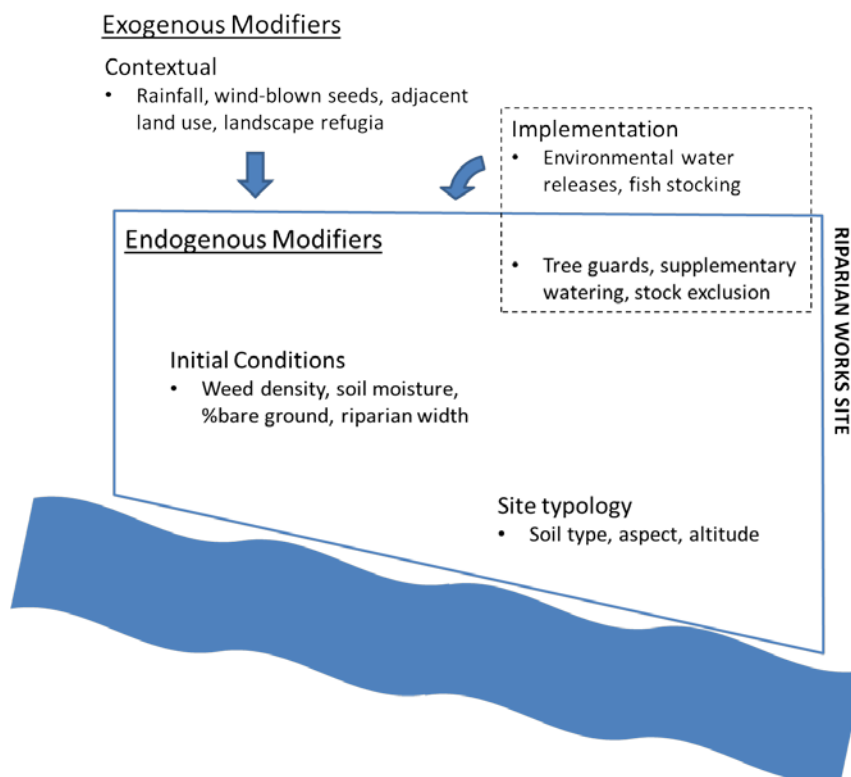 Exogenous Modifiers
Contextual
• Rainfall, wind-blown seeds, adjacent
land use, landscape refugia
Implementation
• Environmental water
releases, fish stocking
Endogenous Modifiers
• Tree guards, supplementary
watering, stock exclusion
RIPARIAN WORKS SITE
Initial Conditions
• Weed density, soil moisture,
%bare ground, riparian width
Site typology
• Soil type, aspect, altitude